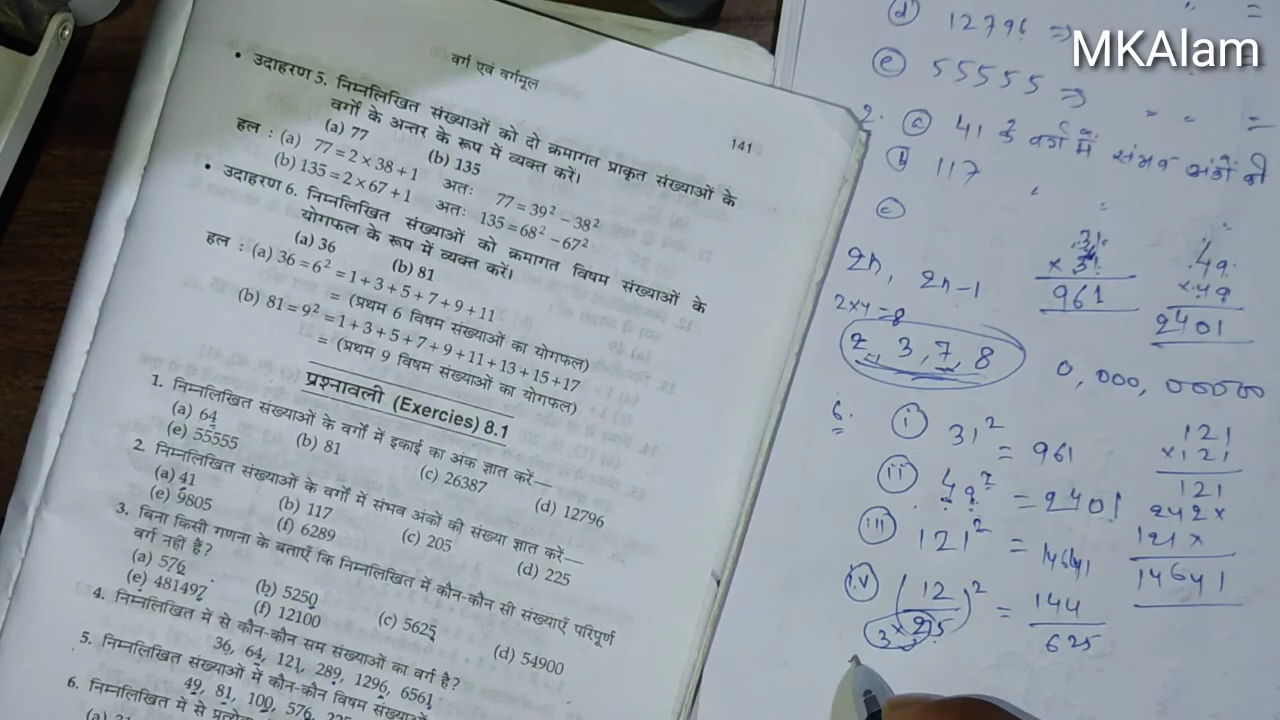 वर्ग एवं वर्गमूल
141
• उदाहरण 5. निम्नलिखित संख्याओं को दो क्रमागत प्राकृत संख्याओं के
वर्गों के अन्तर के रूप में व्यक्त करें।
(a) 77 (b) 135
हल : (a) 77 = 2 × 38 + 1 अतः 77 = 39² – 38²
(b) 135 = 2 × 67 + 1 अतः 135 = 68² – 67²
• उदाहरण 6. निम्नलिखित संख्याओं को क्रमागत विषम संख्याओं के
योगफल के रूप में व्यक्त करें।
(a) 36 (b) 81
हल : (a) 36 = 6² = 1 + 3 + 5 + 7 + 9 + 11
= (प्रथम 6 विषम संख्याओं का योगफल)
(b) 81 = 9² = 1 + 3 + 5 + 7 + 9 + 11 + 13 + 15 + 17
= (प्रथम 9 विषम संख्याओं का योगफल)
प्रश्नावली (Exercies) 8.1
1. निम्नलिखित संख्याओं के वर्गों में इकाई का अंक ज्ञात करें—
(a) 64 (b) 81 (c) 26387 (d) 12796
(e) 55555
2. निम्नलिखित संख्याओं के वर्गों में संभव अंकों की संख्या ज्ञात करें—
(a) 41 (b) 117 (c) 205 (d) 225
(e) 9805 (f) 6289
3. बिना किसी गणना के बताएँ कि निम्नलिखित में कौन-कौन सी संख्याएँ परिपूर्ण
वर्ग नहीं है?
(a) 576 (b) 5250 (c) 5625 (d) 54900
(e) 481497 (f) 12100
4. निम्नलिखित में से कौन-कौन सम संख्याओं का वर्ग है?
36, 64, 121, 289, 1296, 6561
5. निम्नलिखित संख्याओं में कौन-कौन विषम संख्याओं
49, 81, 100, 576,
6. निम्नलिखित में से
MKAlam
(d) 12796 ⇒ " =
(e) 55555 ⇒ " " =
2. (a) 41 के वर्ग में संभव अंकों की
(b) 117 " "
(c)
2n, 2n–1
2×4=8
2, 3, 7, 8
× 31
961
49
× 49
2401
0, 000, 00000
6. (i) 31² = 961
(ii) 49² = 2401
(iii) 121² = 14641
(iv) (12/25)² = 144/625
121
×121
121
242×
121×
14641